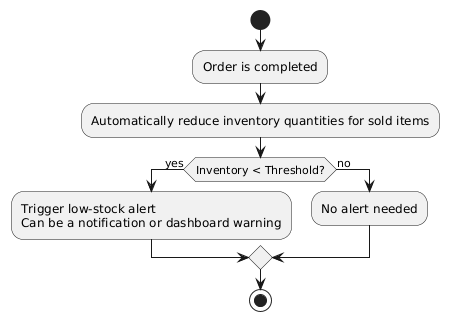 Order is completed
Automatically reduce inventory quantities for sold items
yes
Inventory < Threshold?
no
Trigger low-stock alert
Can be a notification or dashboard warning
No alert needed